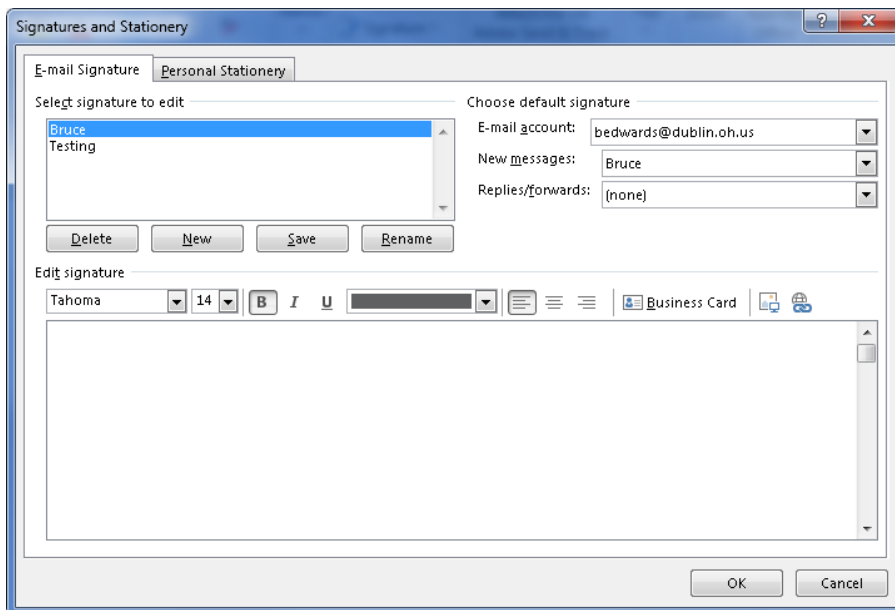 Signatures and Stationery
E-mail Signature Personal Stationery
Select signature to edit
Bruce
Testing
Delete New Save Rename
Choose default signature
E-mail account: bedwards@dublin.oh.us
New messages: Bruce
Replies/forwards: (none)
Edit signature
Tahoma 14 B I U Business Card
OK Cancel